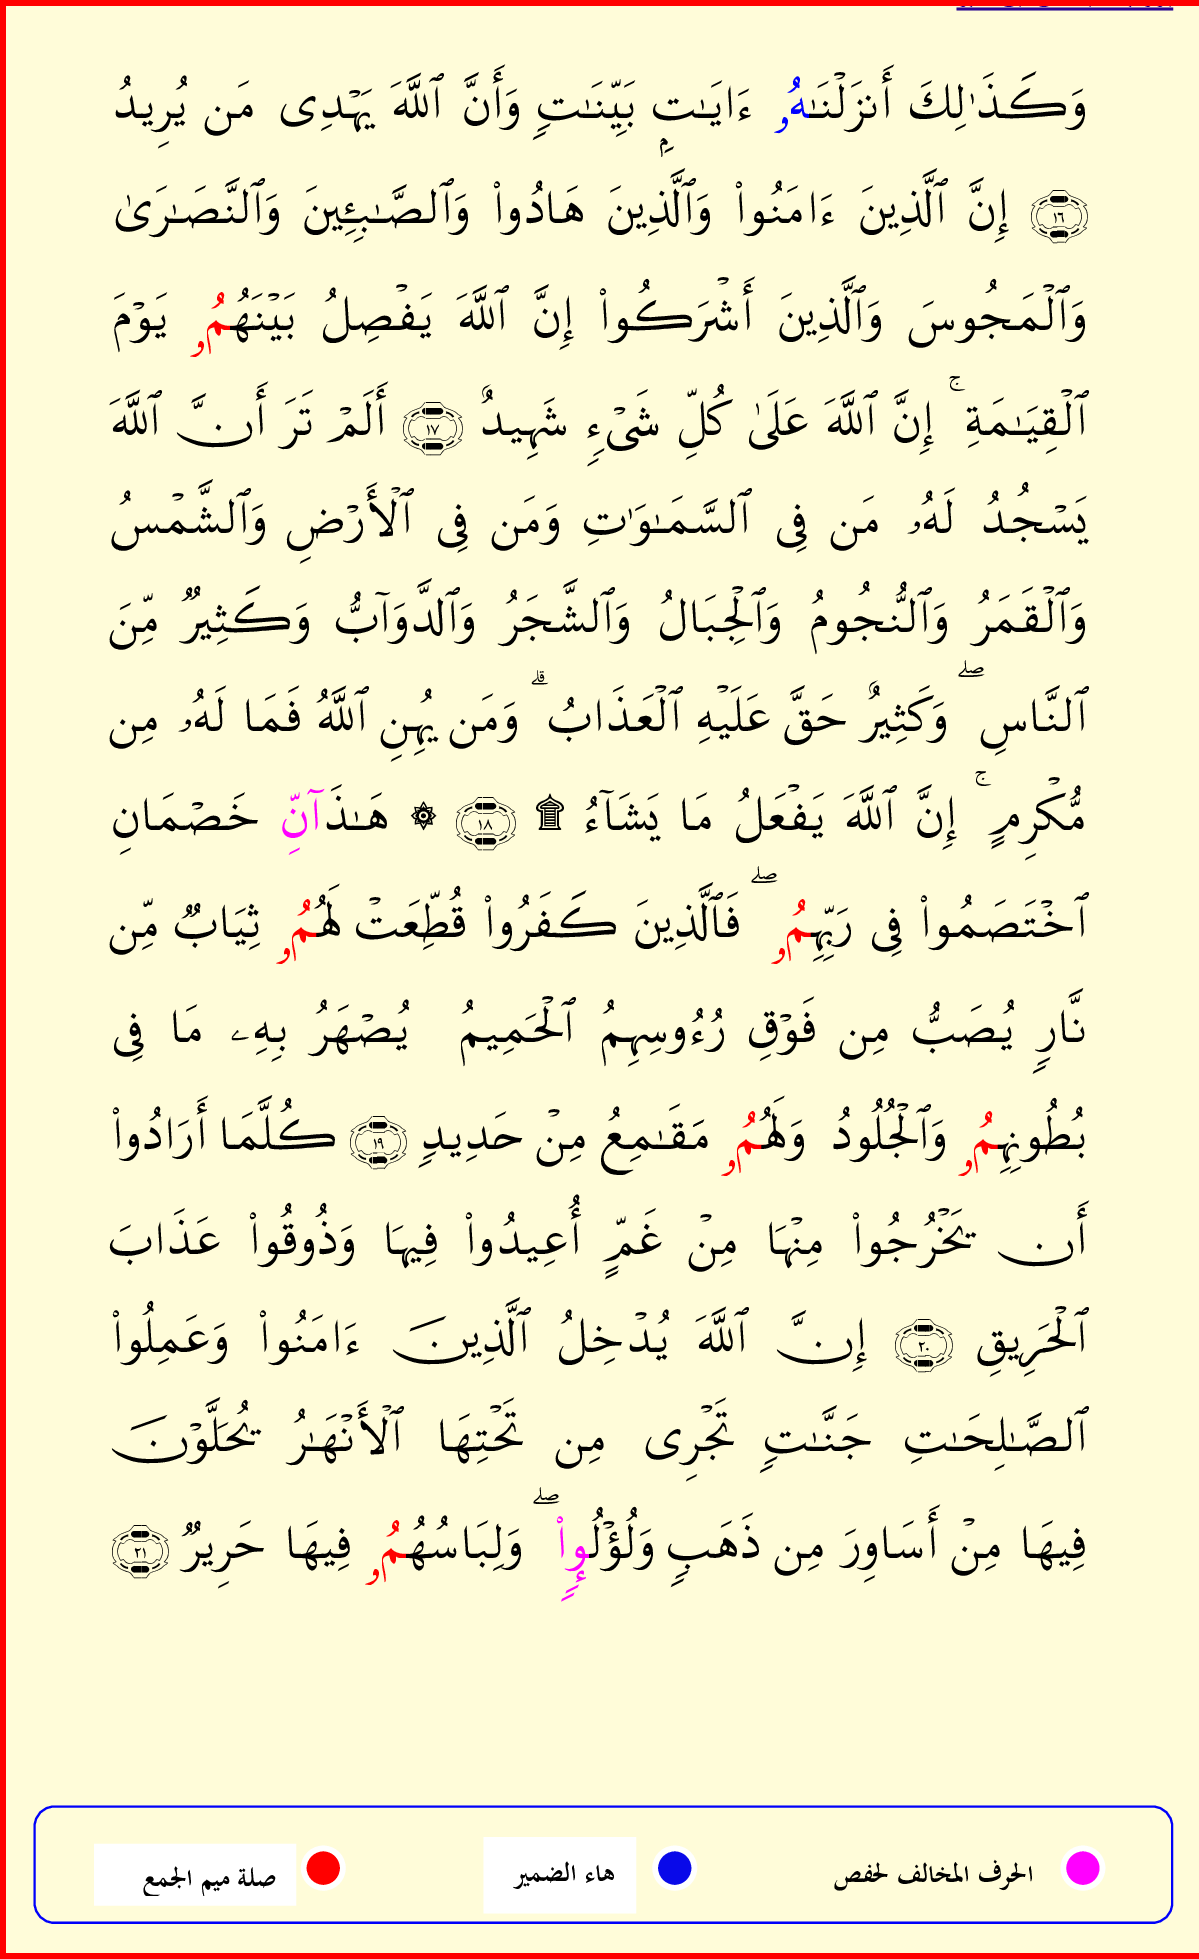 وَكَذَٰلِكَ أَنزَلْنَـٰهُۥ ءَايَـٰتٍۭ بَيِّنَـٰتٍ وَأَنَّ ٱللَّهَ يَهْدِى مَن يُرِيدُ
١٦ إِنَّ ٱلَّذِينَ ءَامَنُوا۟ وَٱلَّذِينَ هَادُوا۟ وَٱلصَّـٰبِـِٔينَ وَٱلنَّصَـٰرَىٰ
وَٱلْمَجُوسَ وَٱلَّذِينَ أَشْرَكُوا۟ إِنَّ ٱللَّهَ يَفْصِلُ بَيْنَهُمُۥ يَوْمَ
ٱلْقِيَـٰمَةِ ۚ إِنَّ ٱللَّهَ عَلَىٰ كُلِّ شَىْءٍ شَهِيدٌ ١٧ أَلَمْ تَرَ أَنَّ ٱللَّهَ
يَسْجُدُ لَهُۥ مَن فِى ٱلسَّمَـٰوَٰتِ وَمَن فِى ٱلْأَرْضِ وَٱلشَّمْسُ
وَٱلْقَمَرُ وَٱلنُّجُومُ وَٱلْجِبَالُ وَٱلشَّجَرُ وَٱلدَّوَآبُّ وَكَثِيرٌ مِّنَ
ٱلنَّاسِ ۖ وَكَثِيرٌ حَقَّ عَلَيْهِ ٱلْعَذَابُ ۗ وَمَن يُهِنِ ٱللَّهُ فَمَا لَهُۥ مِن
مُّكْرِمٍ ۚ إِنَّ ٱللَّهَ يَفْعَلُ مَا يَشَآءُ ۩ ١٨ ۞ هَـٰذَآنِّ خَصْمَانِ
ٱخْتَصَمُوا۟ فِى رَبِّهِمُۥ ۖ فَٱلَّذِينَ كَفَرُوا۟ قُطِّعَتْ لَهُمُۥ ثِيَابٌ مِّن
نَّارٍ يُصَبُّ مِن فَوْقِ رُءُوسِهِمُ ٱلْحَمِيمُ يُصْهَرُ بِهِۦ مَا فِى
بُطُونِهِمُۥ وَٱلْجُلُودُ وَلَهُمُۥ مَقَـٰمِعُ مِنْ حَدِيدٍ ١٩ كُلَّمَا أَرَادُوا۟
أَن يَخْرُجُوا۟ مِنْهَا مِنْ غَمٍّ أُعِيدُوا۟ فِيهَا وَذُوقُوا۟ عَذَابَ
ٱلْحَرِيقِ ٢٠ إِنَّ ٱللَّهَ يُدْخِلُ ٱلَّذِينَ ءَامَنُوا۟ وَعَمِلُوا۟
ٱلصَّـٰلِحَـٰتِ جَنَّـٰتٍ تَجْرِى مِن تَحْتِهَا ٱلْأَنْهَـٰرُ يُحَلَّوْنَ
فِيهَا مِنْ أَسَاوِرَ مِن ذَهَبٍ وَلُؤْلُوٍٕا۟ ۖ وَلِبَاسُهُمُۥ فِيهَا حَرِيرٌ ٢١
الحرف المخالف لحفص هاء الضمير صلة ميم الجمع